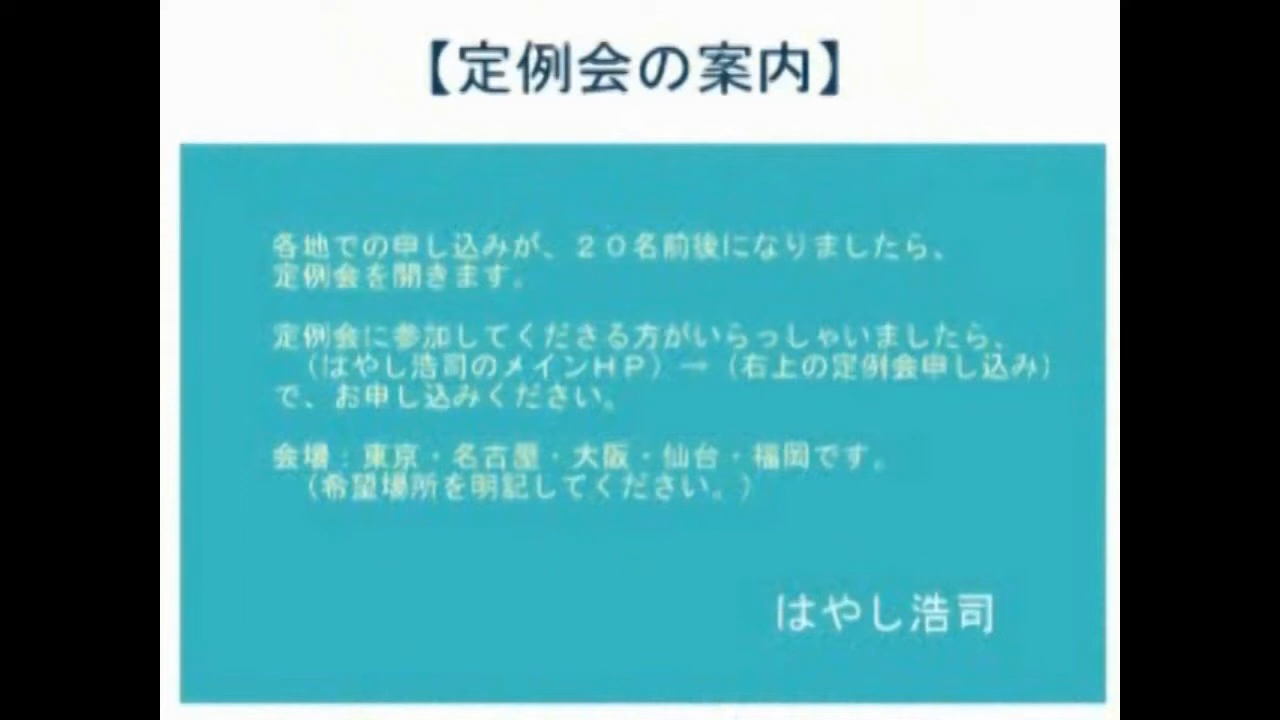 【定例会の案内】
各地での申し込みが、２０名前後になりましたら、
定例会を開きます。
定例会に参加してくださる方がいらっしゃいましたら、
（はやし浩司のメインＨＰ）→（右上の定例会申し込み）
で、お申し込みください。
会場：東京・名古屋・大阪・仙台・福岡です。
（希望場所を明記してください。）
はやし浩司